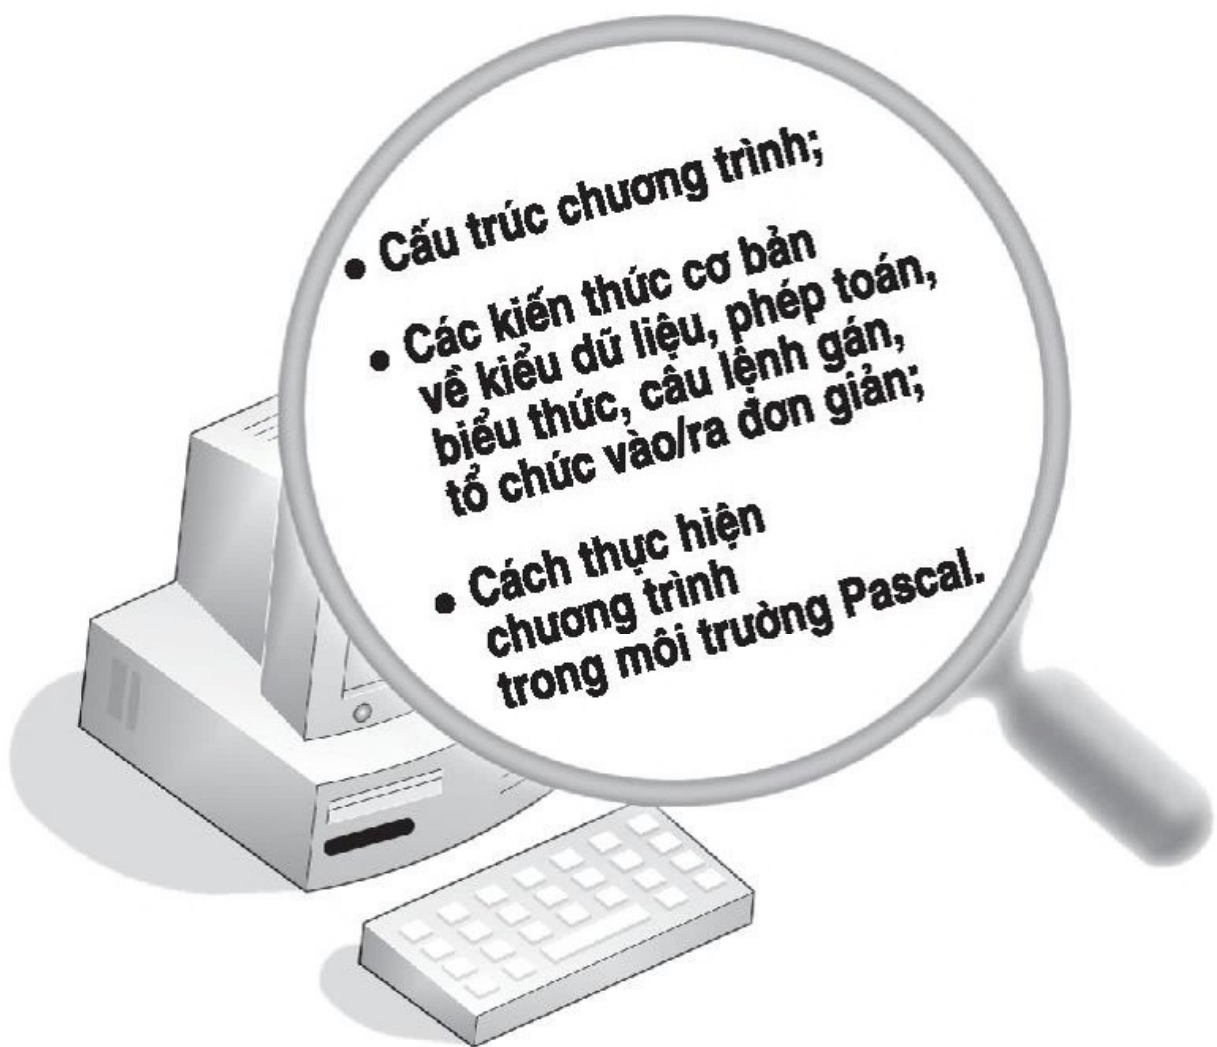 • Cấu trúc chương trình;
• Các kiến thức cơ bản
về kiểu dữ liệu, phép toán,
biểu thức, câu lệnh gán,
tổ chức vào/ra đơn giản;
• Cách thực hiện
chương trình
trong môi trường Pascal.